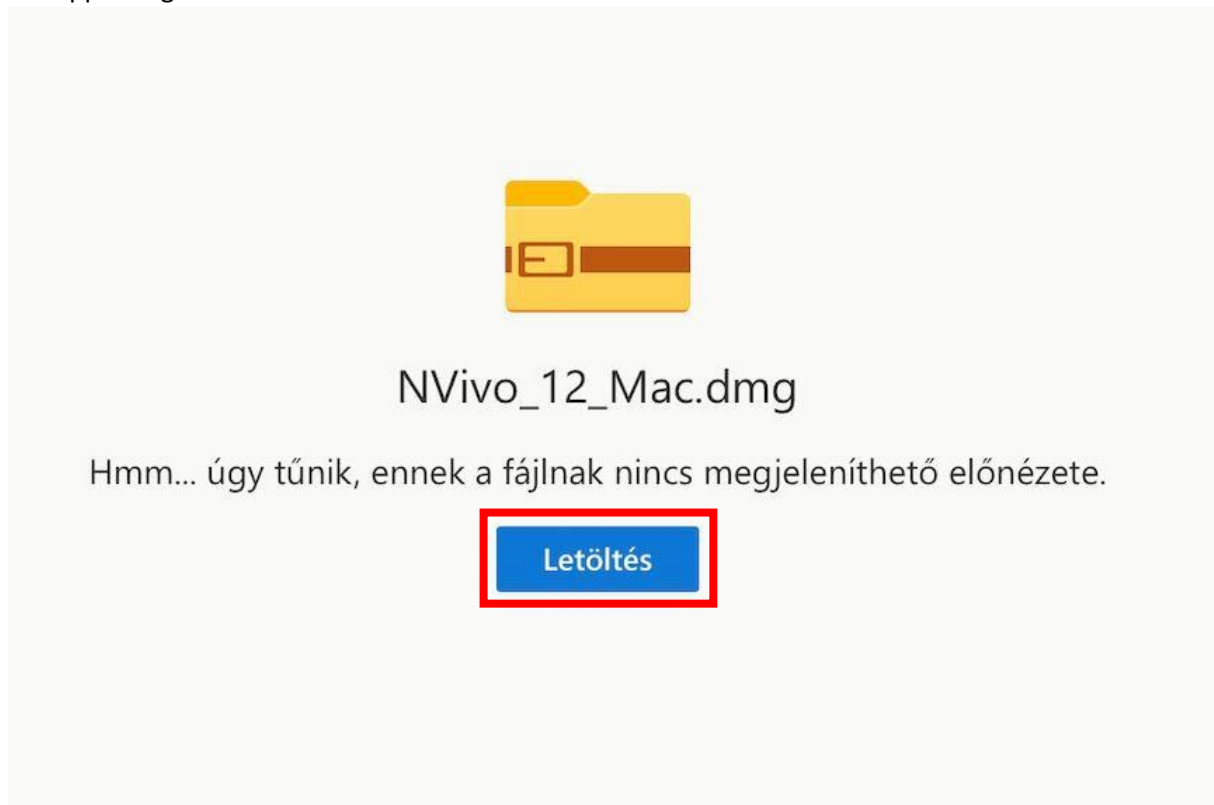 NVivo_12_Mac.dmg
Hmm... úgy tűnik, ennek a fájlnak nincs megjeleníthető előnézete.
Letöltés